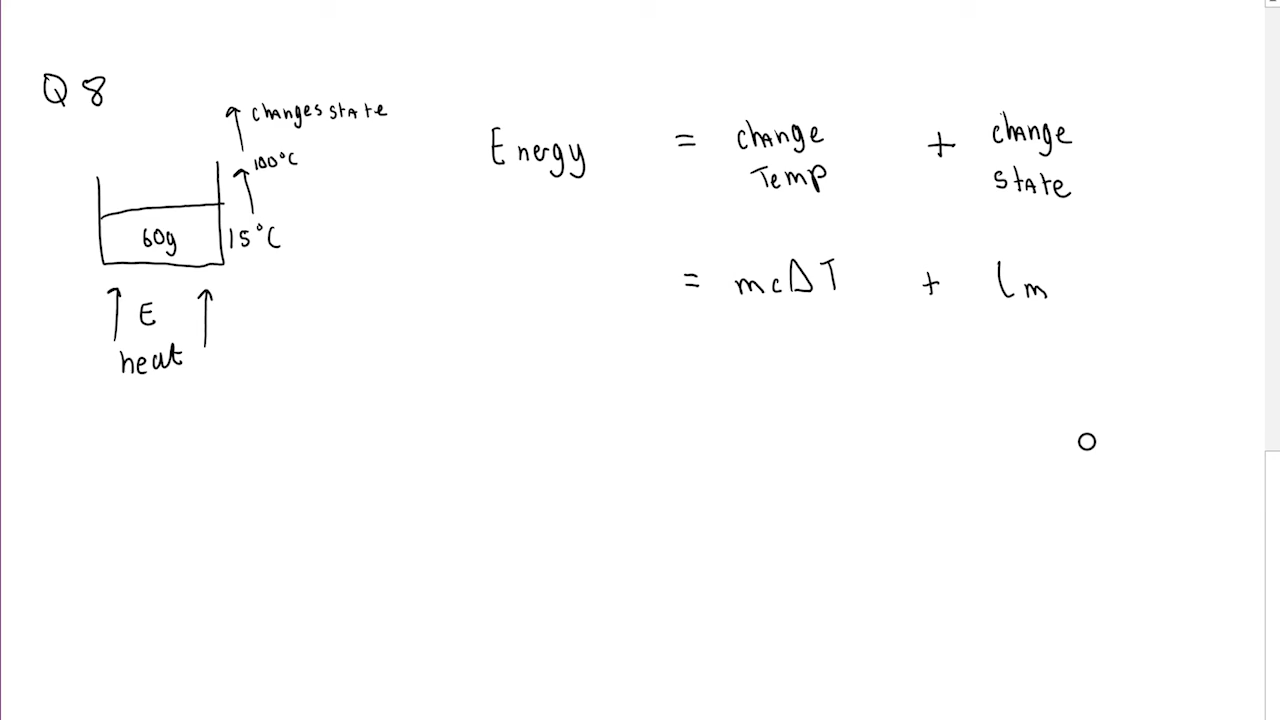 Q 8
changes state
100°C
60g 15°C
E
heat
Energy = change Temp + change state
= mcΔT + lm